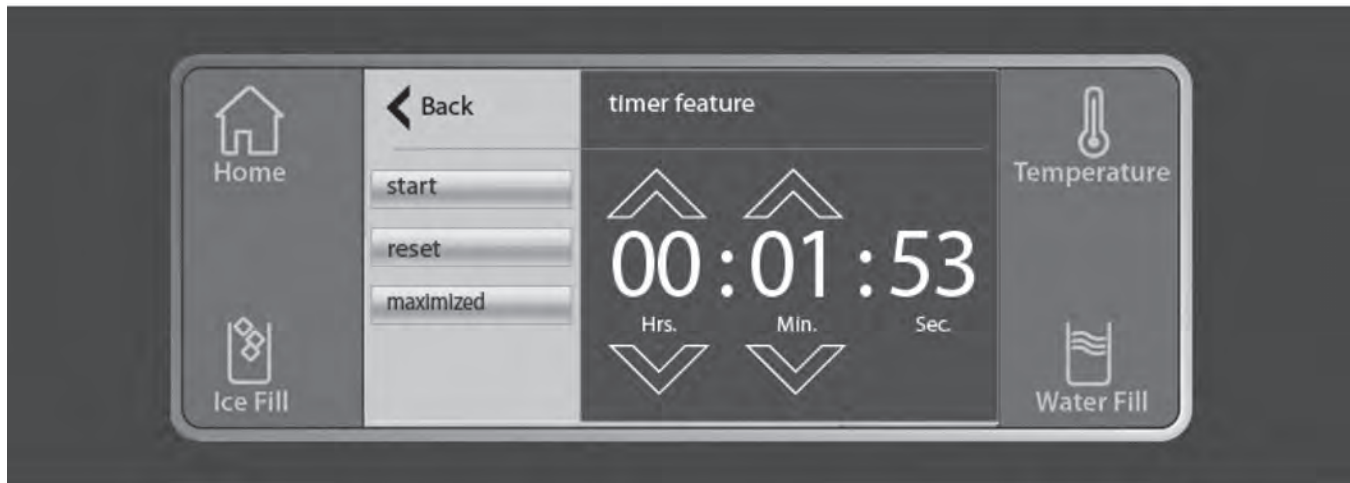 Home
Ice Fill
Back
start
reset
maximized
timer feature
00 : 01 : 53
Hrs. Min. Sec.
Temperature
Water Fill